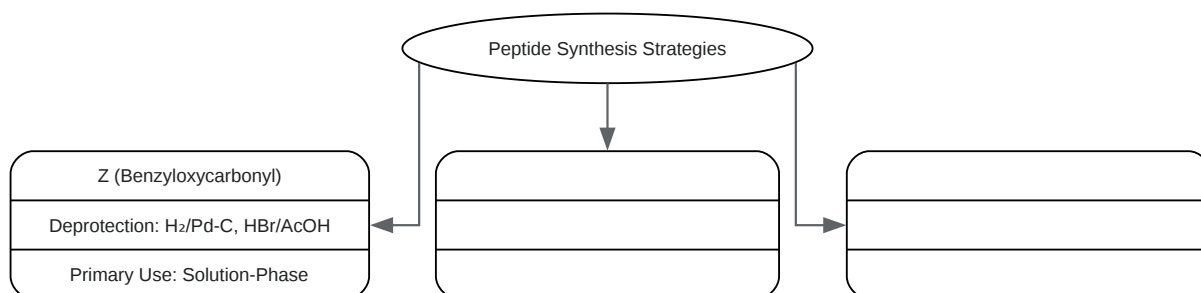 Peptide Synthesis Strategies
Z (Benzyloxycarbonyl)
Deprotection: H₂/Pd-C, HBr/AcOH
Primary Use: Solution-Phase